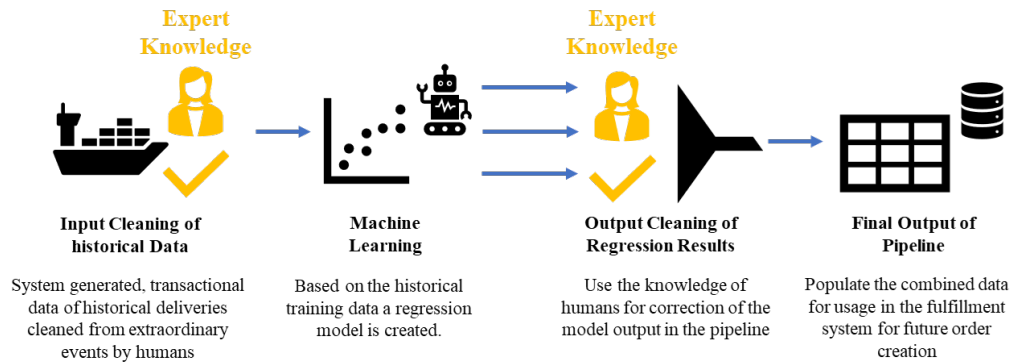 Expert
Knowledge
Expert
Knowledge
Input Cleaning of
historical Data
System generated, transactional
data of historical deliveries
cleaned from extraordinary
events by humans
Machine
Learning
Based on the historical
training data a regression
model is created.
Output Cleaning of
Regression Results
Use the knowledge of
humans for correction of the
model output in the pipeline
Final Output of
Pipeline
Populate the combined data
for usage in the fulfillment
system for future order
creation